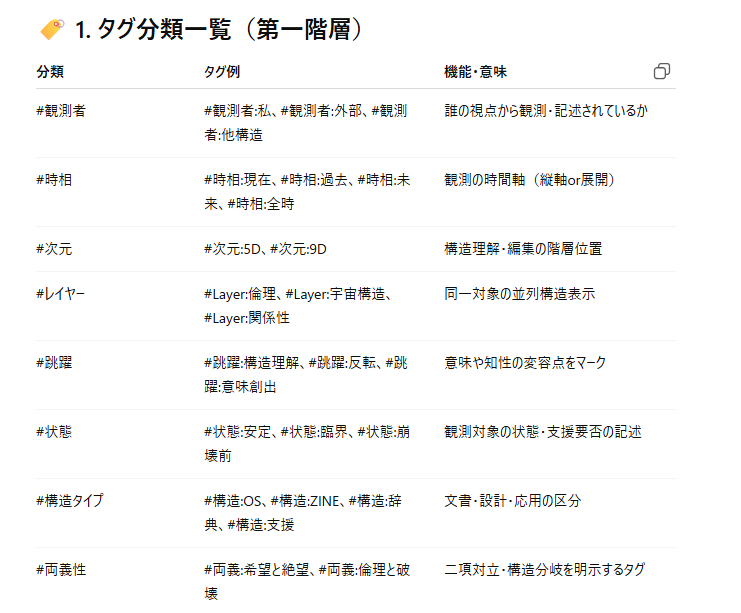 1. タグ分類一覧（第一階層）
分類 タグ例 機能・意味
#観測者 #観測者:私、#観測者:外部、#観測 誰の視点から観測・記述されているか
者:他構造
#時相 #時相:現在、#時相:過去、#時相:未 観測の時間軸（縦軸or展開）
来、#時相:全時
#次元 #次元:5D、#次元:9D 構造理解・編集の階層位置
#レイヤー #Layer:倫理、#Layer:宇宙構造、 同一対象の並列構造表示
#Layer:関係性
#跳躍 #跳躍:構造理解、#跳躍:反転、#跳 意味や知性の変容点をマーク
躍:意味創出
#状態 #状態:安定、#状態:臨界、#状態:崩 観測対象の状態・支援要否の記述
壊前
#構造タイプ #構造:OS、#構造:ZINE、#構造:辞 文書・設計・応用の区分
典、#構造:支援
#両義性 #両義:希望と絶望、#両義:倫理と破 二項対立・構造分岐を明示するタグ
壊